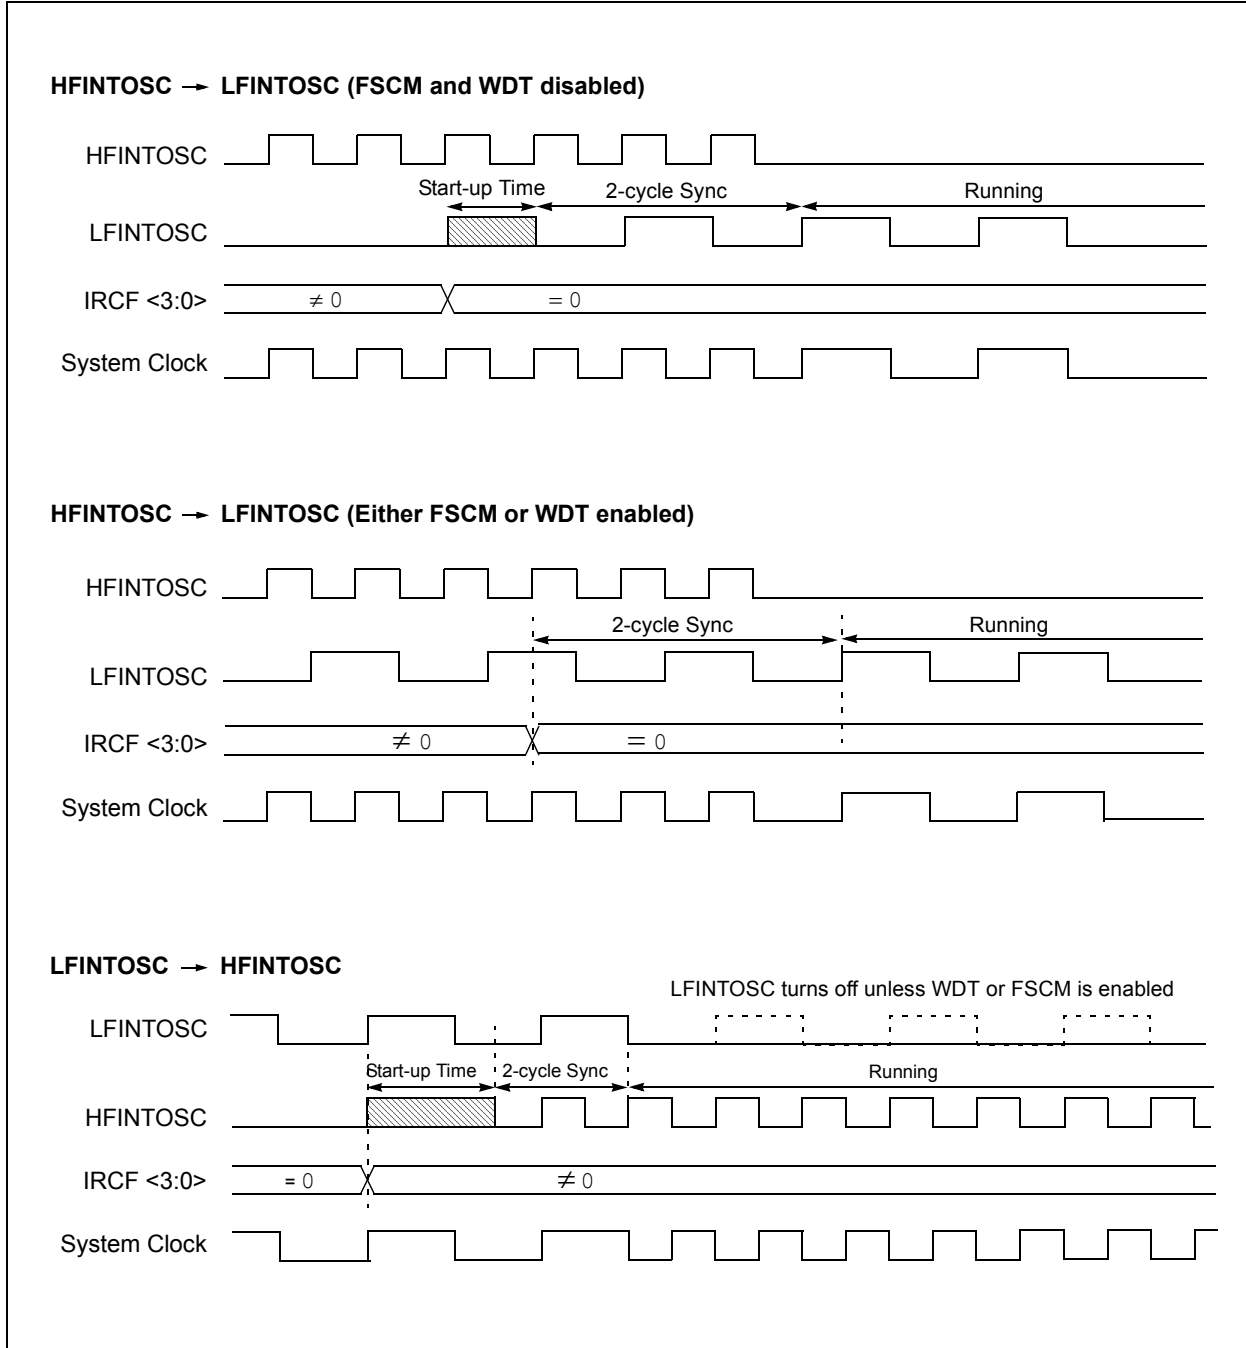 HFINTOSC → LFINTOSC (FSCM and WDT disabled)
HFINTOSC
Start-up Time 2-cycle Sync Running
LFINTOSC
IRCF <3:0> ≠ 0 = 0
System Clock
HFINTOSC → LFINTOSC (Either FSCM or WDT enabled)
HFINTOSC
2-cycle Sync Running
LFINTOSC
IRCF <3:0> ≠ 0 = 0
System Clock
LFINTOSC → HFINTOSC
LFINTOSC turns off unless WDT or FSCM is enabled
LFINTOSC
Start-up Time 2-cycle Sync Running
HFINTOSC
IRCF <3:0> = 0 ≠ 0
System Clock